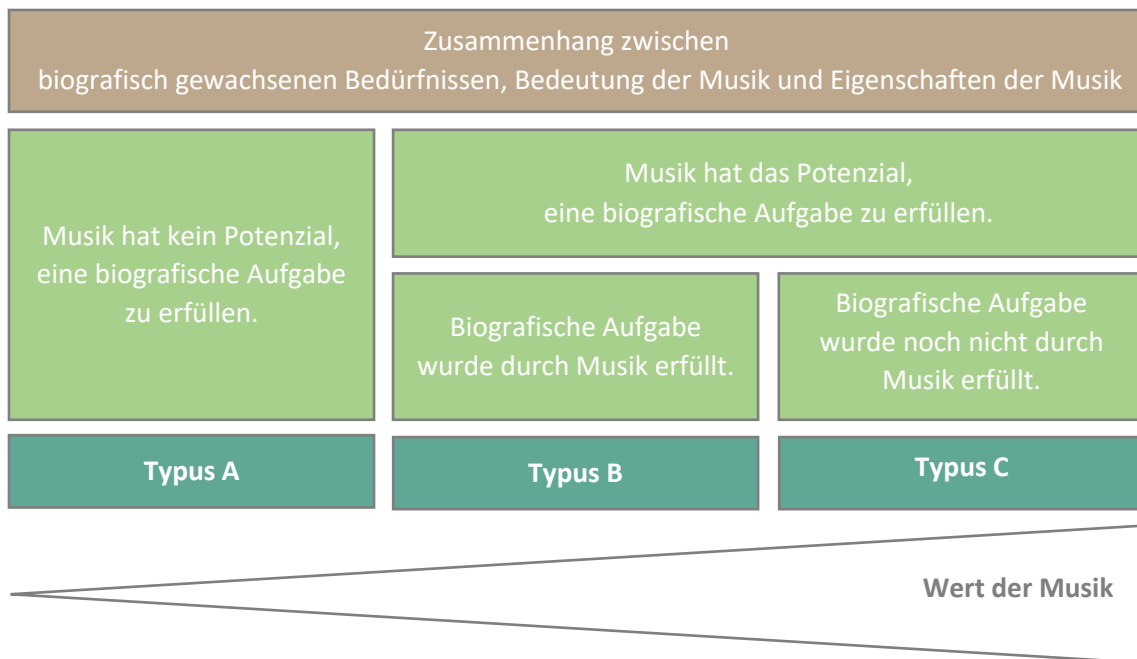 Zusammenhang zwischen
biografisch gewachsenen Bedürfnissen, Bedeutung der Musik und Eigenschaften der Musik
Musik hat kein Potenzial,
eine biografische Aufgabe
zu erfüllen.
Musik hat das Potenzial,
eine biografische Aufgabe zu erfüllen.
Biografische Aufgabe
wurde durch Musik erfüllt.
Biografische Aufgabe
wurde noch nicht durch
Musik erfüllt.
Typus A
Typus B
Typus C
Wert der Musik